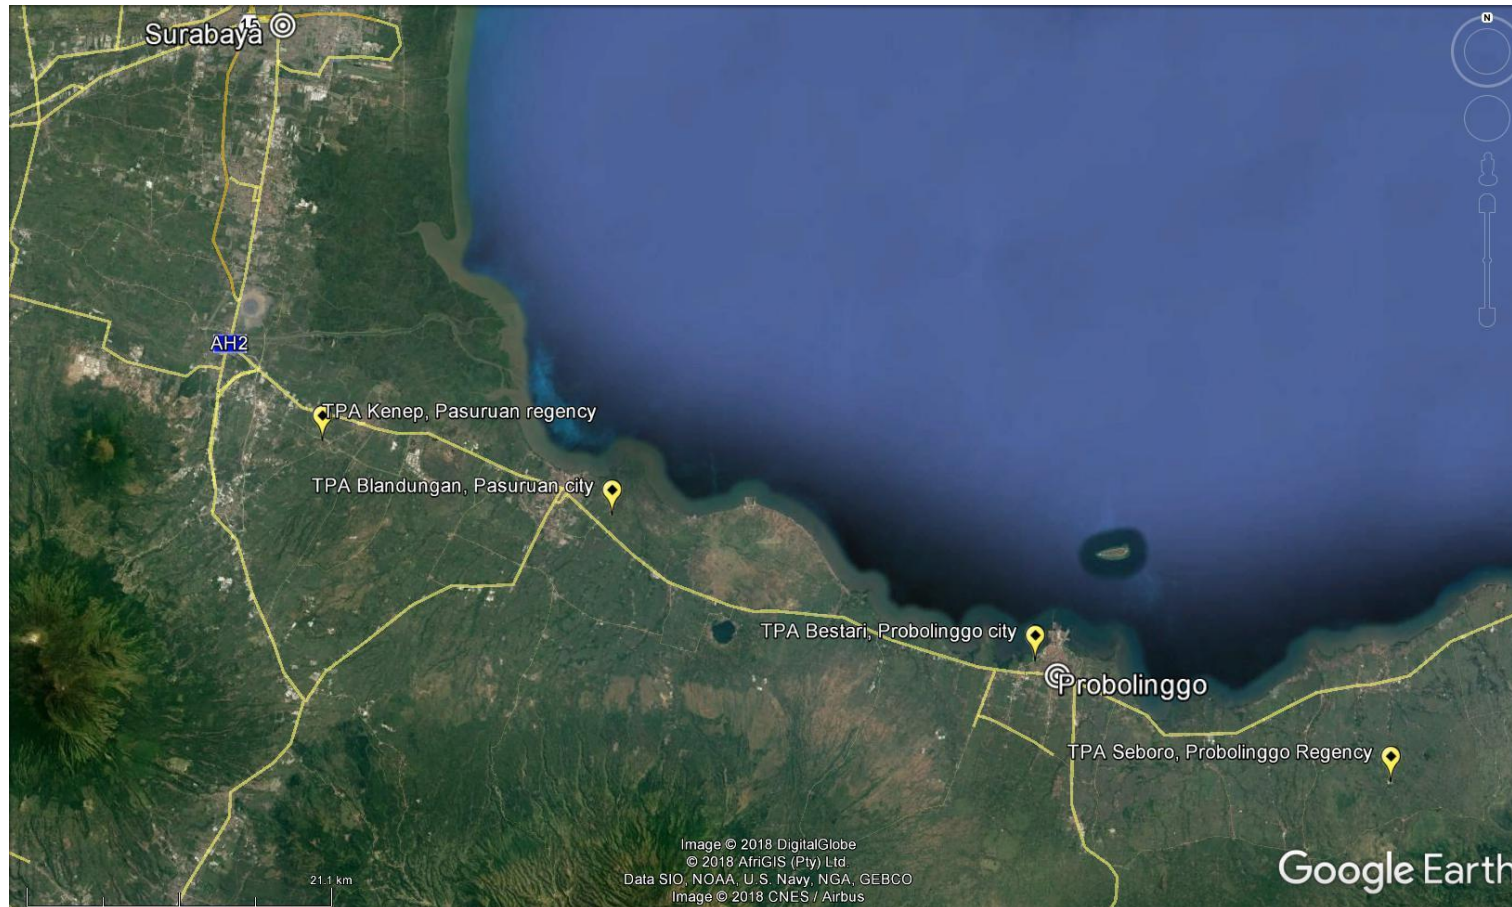 15
Surabaya
N
AH2
TPA Kenep, Pasuruan regency
TPA Blandungan, Pasuruan city
TPA Bestari, Probolinggo city
Probolinggo
TPA Seboro, Probolinggo Regency
Image © 2018 DigitalGlobe
© 2018 AfriGIS (Pty) Ltd
Data SIO, NOAA, U.S. Navy, NGA, GEBCO
Image © 2018 CNES / Airbus
21.1 km
Google Earth